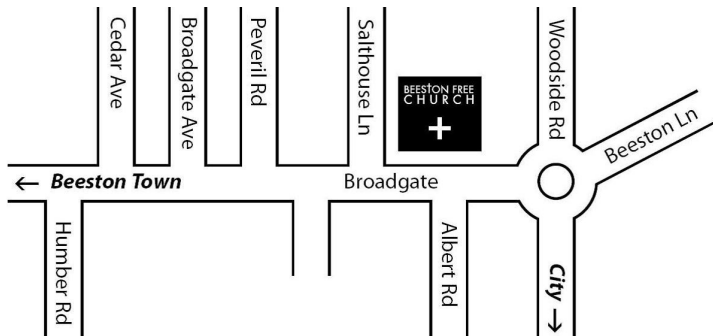 Cedar Ave
Broadgate Ave
Peveril Rd
Salthouse Ln
BEESTON FREE
CHURCH
Woodside Rd
Beeston Ln
← Beeston Town
Broadgate
Humber Rd
Albert Rd
City →